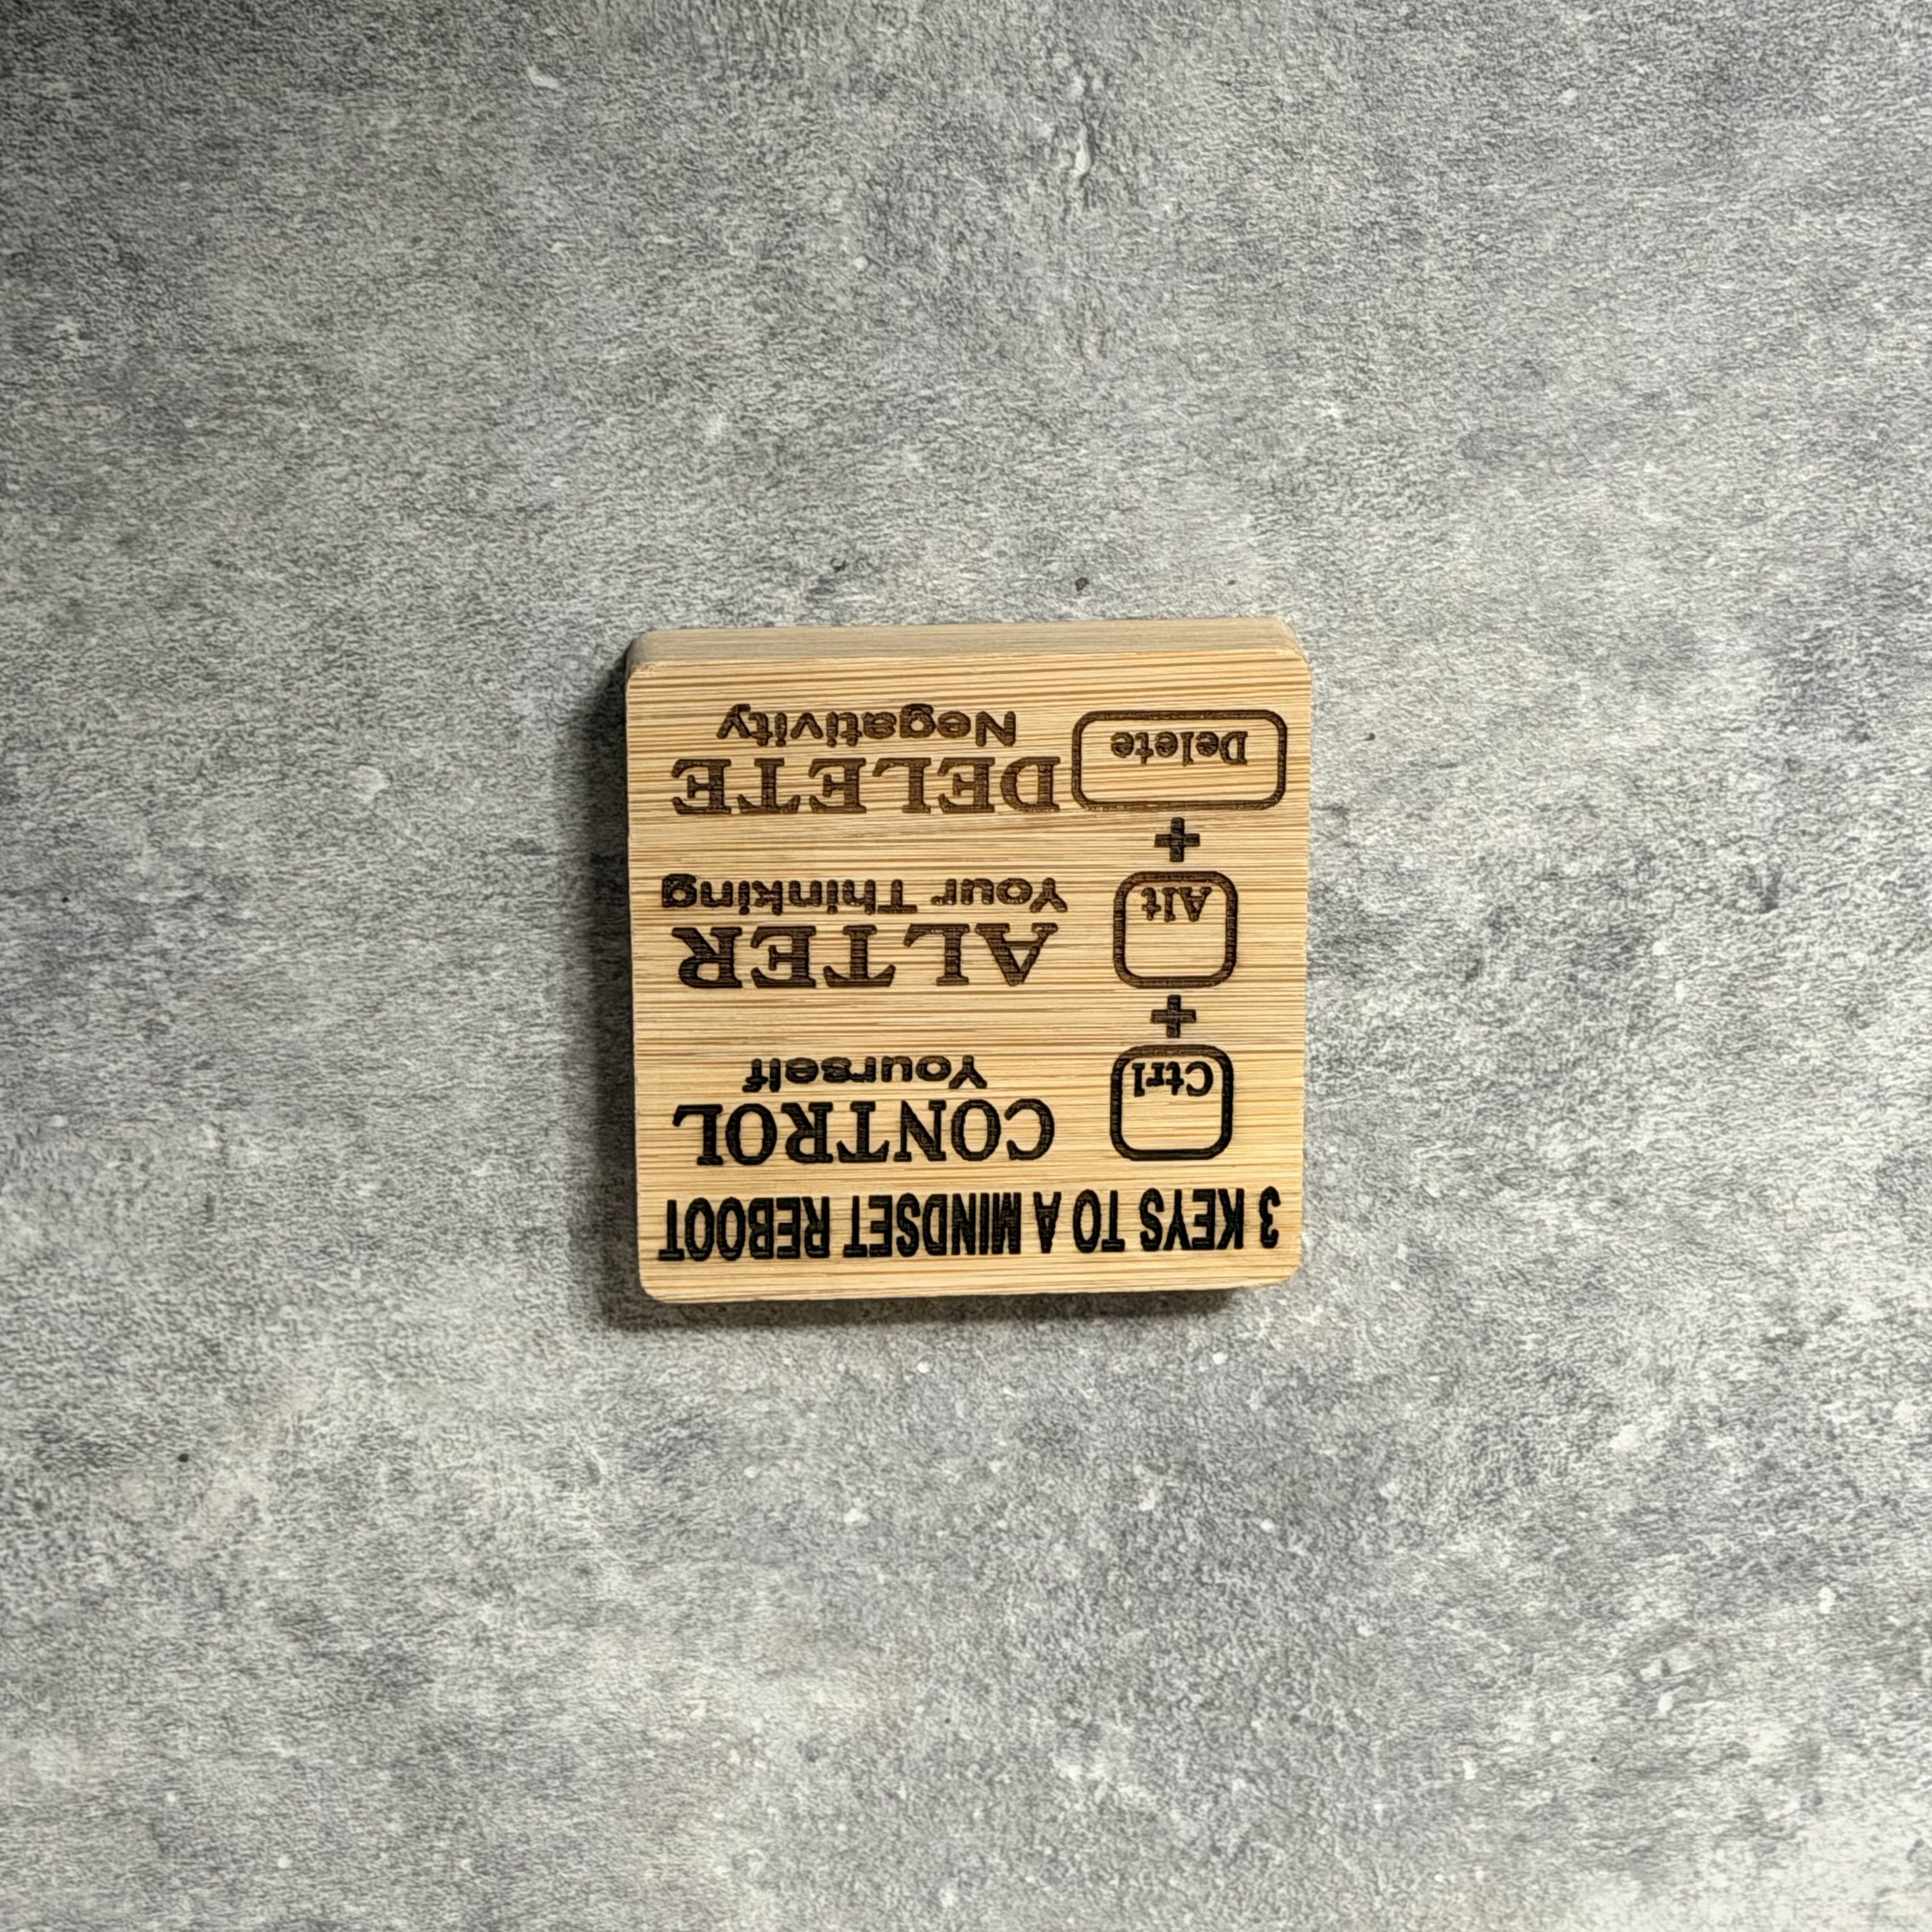 3 KEYS TO A MINDSET REBOOT
Ctrl
CONTROL
Yourself
+
Alt
ALTER
Your Thinking
+
Delete
DELETE
Negativity